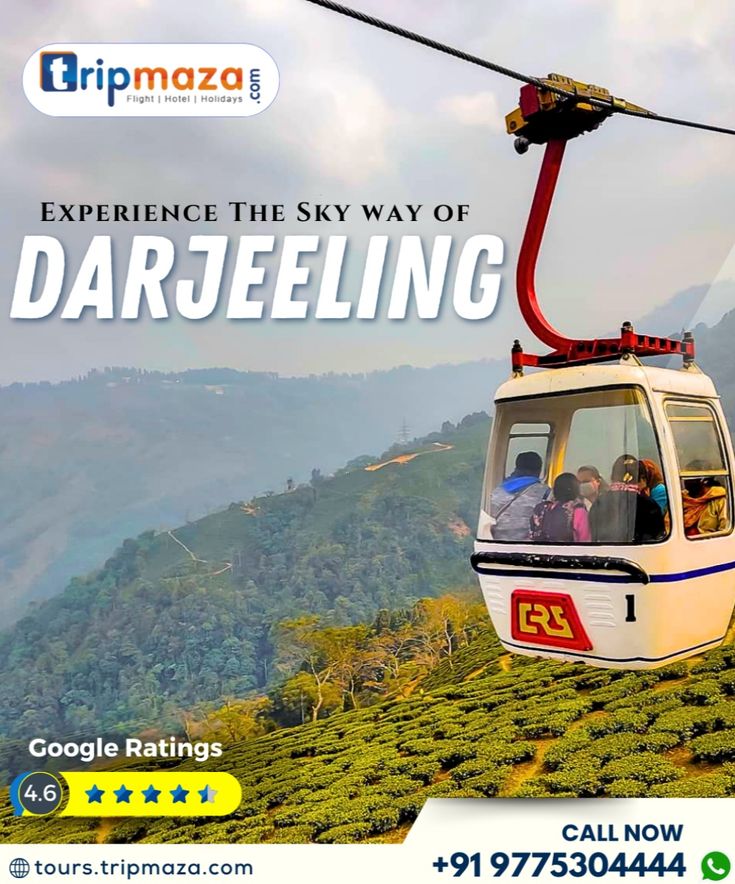 tripmaza.com
Flight | Hotel | Holidays
EXPERIENCE THE SKY WAY OF
DARJEELING
CRS
1
Google Ratings
4.6
CALL NOW
+91 9775304444
tours.tripmaza.com